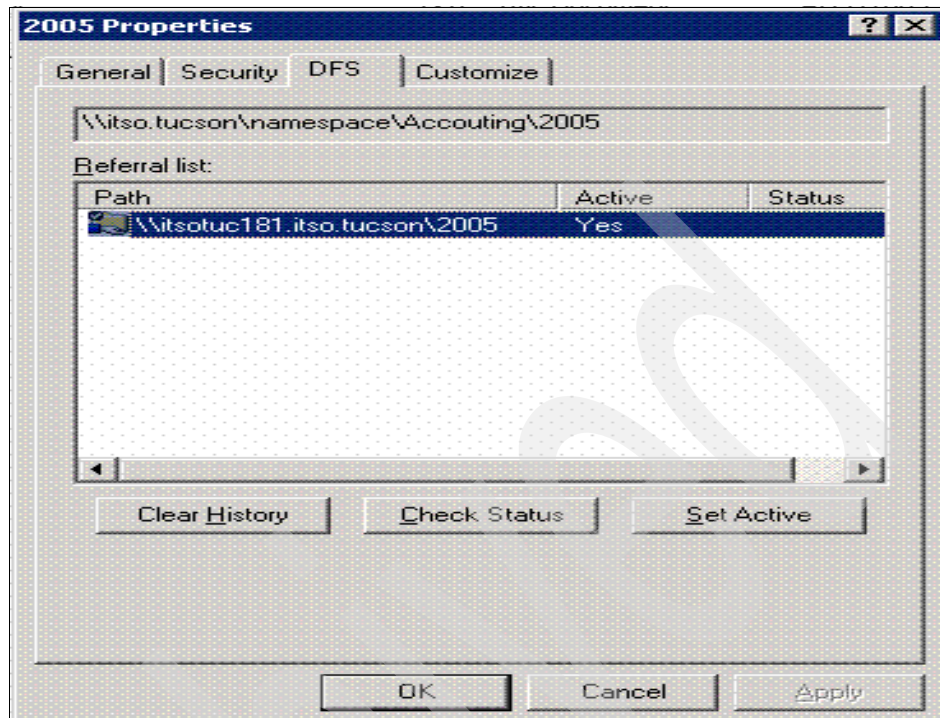 2005 Properties
General Security DFS Customize
\\itso.tucson\namespace\Accouting\2005
Referral list:
Path Active Status
\\itsotuc181.itso.tucson\2005 Yes
Clear History Check Status Set Active
OK Cancel Apply